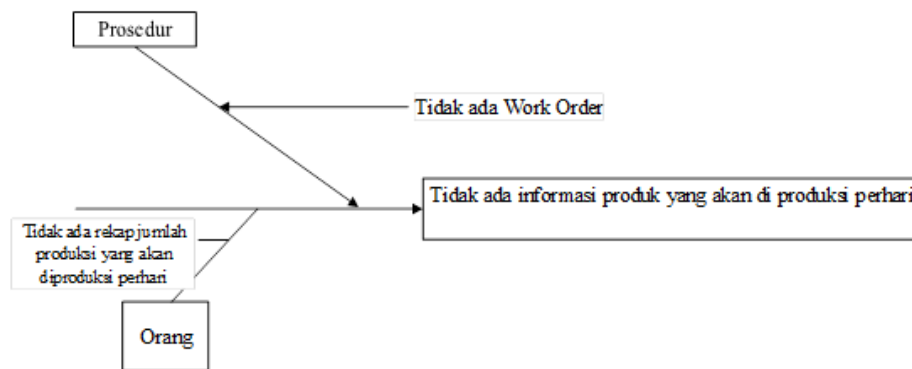 Prosedur
Tidak ada Work Order
Tidak ada informasi produk yang akan di produksi perhari
Tidak ada rekap jumlah
produksi yang akan
diproduksi perhari
Orang